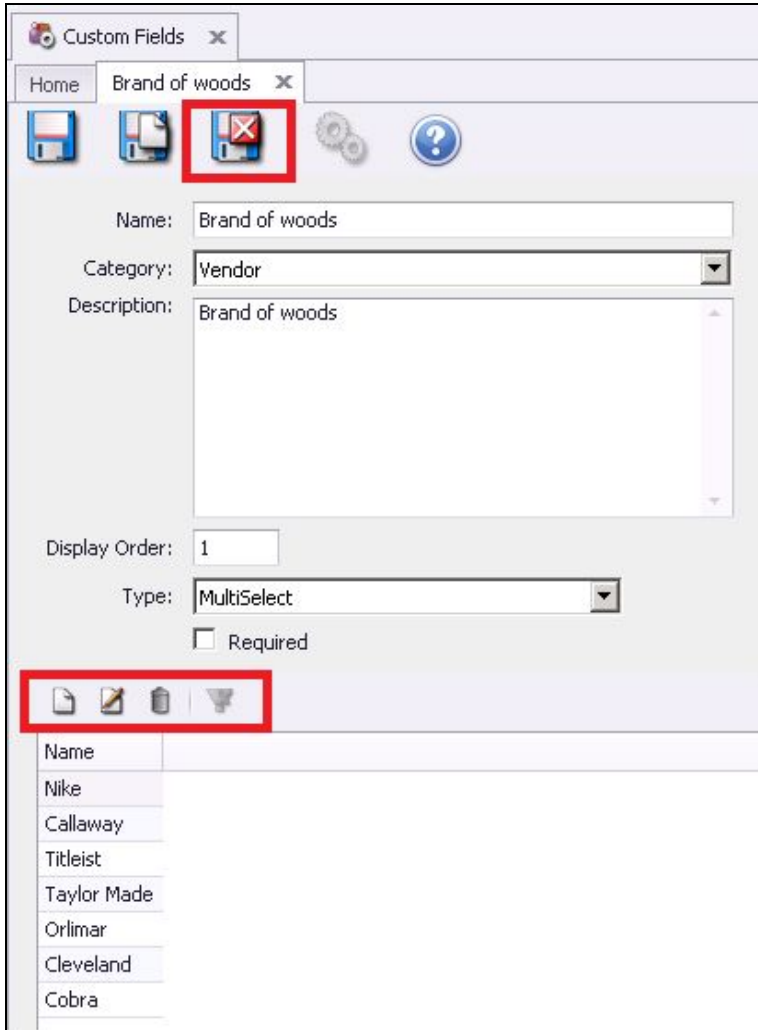 Custom Fields
Home Brand of woods
Name: Brand of woods
Category: Vendor
Description: Brand of woods
Display Order: 1
Type: MultiSelect
Required
Name
Nike
Callaway
Titleist
Taylor Made
Orlimar
Cleveland
Cobra